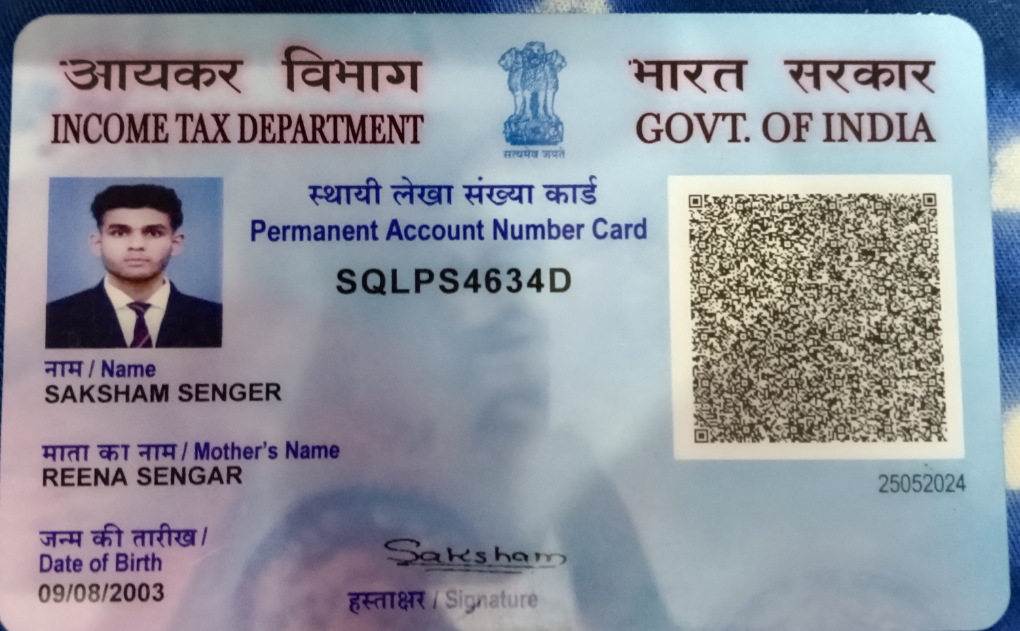 आयकर विभाग
INCOME TAX DEPARTMENT
सत्यमेव जयते
भारत सरकार
GOVT. OF INDIA
स्थायी लेखा संख्या कार्ड
Permanent Account Number Card
SQLPS4634D
नाम / Name
SAKSHAM SENGER
माता का नाम / Mother's Name
REENA SENGAR
25052024
जन्म की तारीख /
Date of Birth
09/08/2003
Saksham
हस्ताक्षर / Signature